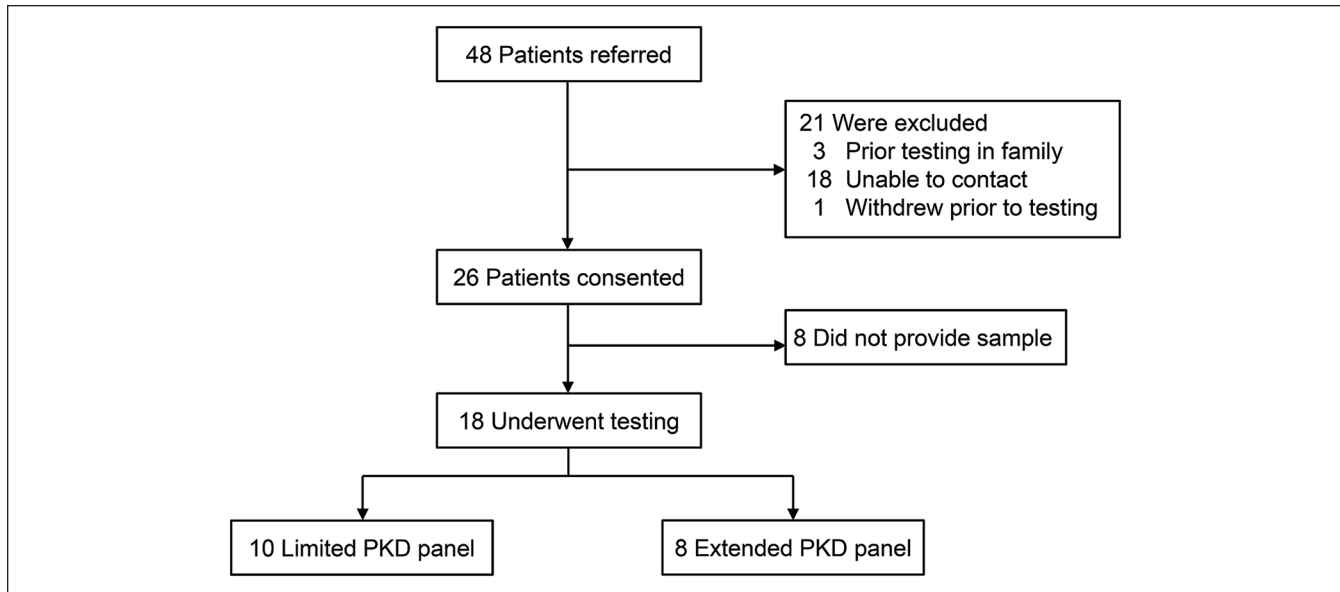 48 Patients referred
21 Were excluded
3 Prior testing in family
18 Unable to contact
1 Withdrew prior to testing
26 Patients consented
8 Did not provide sample
18 Underwent testing
10 Limited PKD panel
8 Extended PKD panel